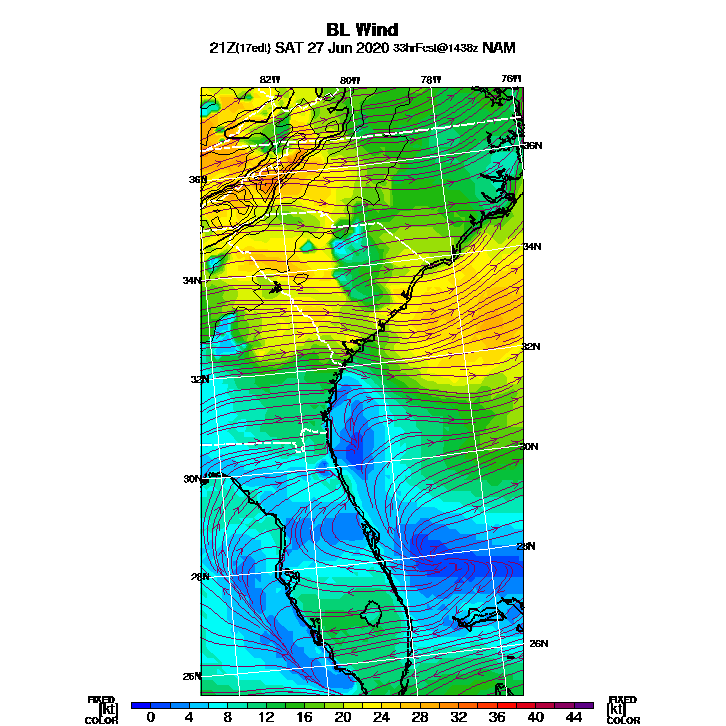 BL Wind
21Z(17edt) SAT 27 Jun 2020 33hrFcst@1438z NAM
82W 80W 78W 76W
36N
36N
34N
34N
32N
32N
30N
30N
28N
28N
26N
26N
FIXED [kt] COLOR
0 4 8 12 16 20 24 28 32 36 40 44
FIXED [kt] COLOR